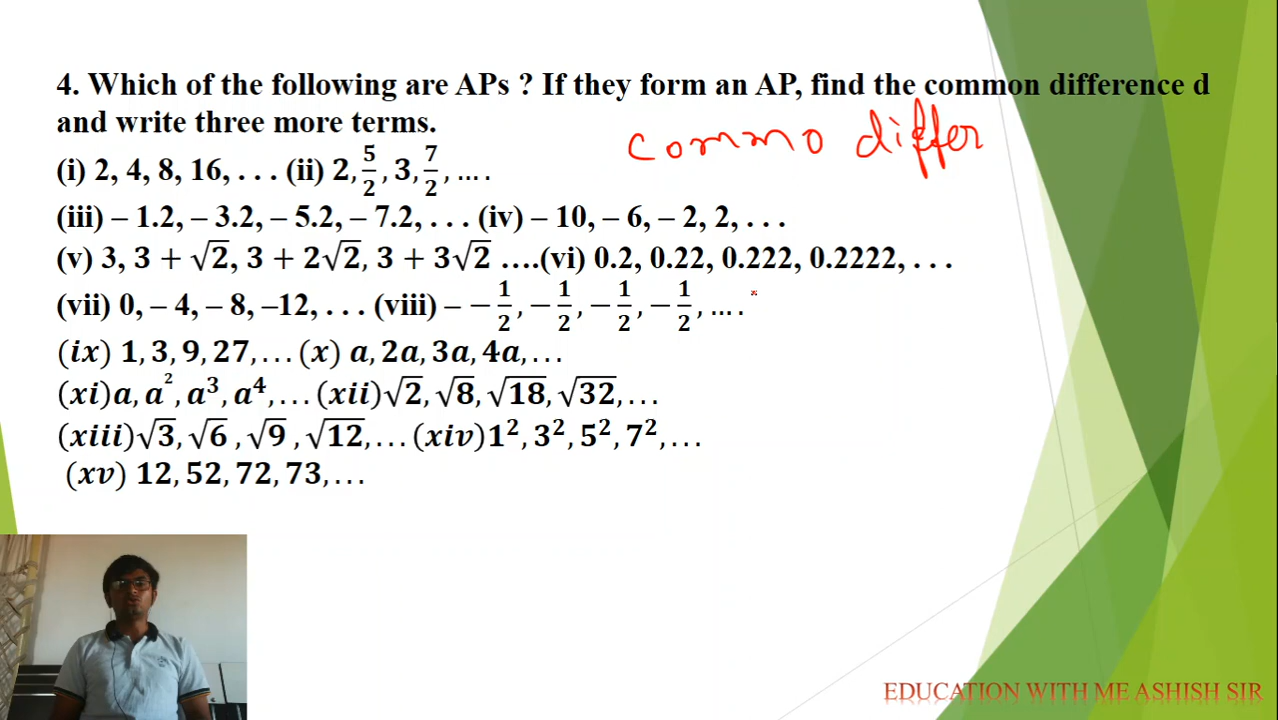 4. Which of the following are APs ? If they form an AP, find the common difference d
and write three more terms.
commo differ
(i) 2, 4, 8, 16, . . . (ii) 2, 5/2, 3, 7/2, ... .
(iii) – 1.2, – 3.2, – 5.2, – 7.2, . . . (iv) – 10, – 6, – 2, 2, . . .
(v) 3, 3 + √2, 3 + 2√2, 3 + 3√2 ....(vi) 0.2, 0.22, 0.222, 0.2222, . . .
(vii) 0, – 4, – 8, –12, . . . (viii) – −1/2, −1/2, −1/2, −1/2, ... .
(ix) 1, 3, 9, 27, . . . (x) a, 2a, 3a, 4a, . . .
(xi)a, a², a³, a⁴, . . . (xii)√2, √8, √18, √32, . . .
(xiii)√3, √6 , √9 , √12, . . . (xiv)1², 3², 5², 7², . . .
(xv) 12, 52, 72, 73, . . .
EDUCATION WITH ME ASHISH SIR